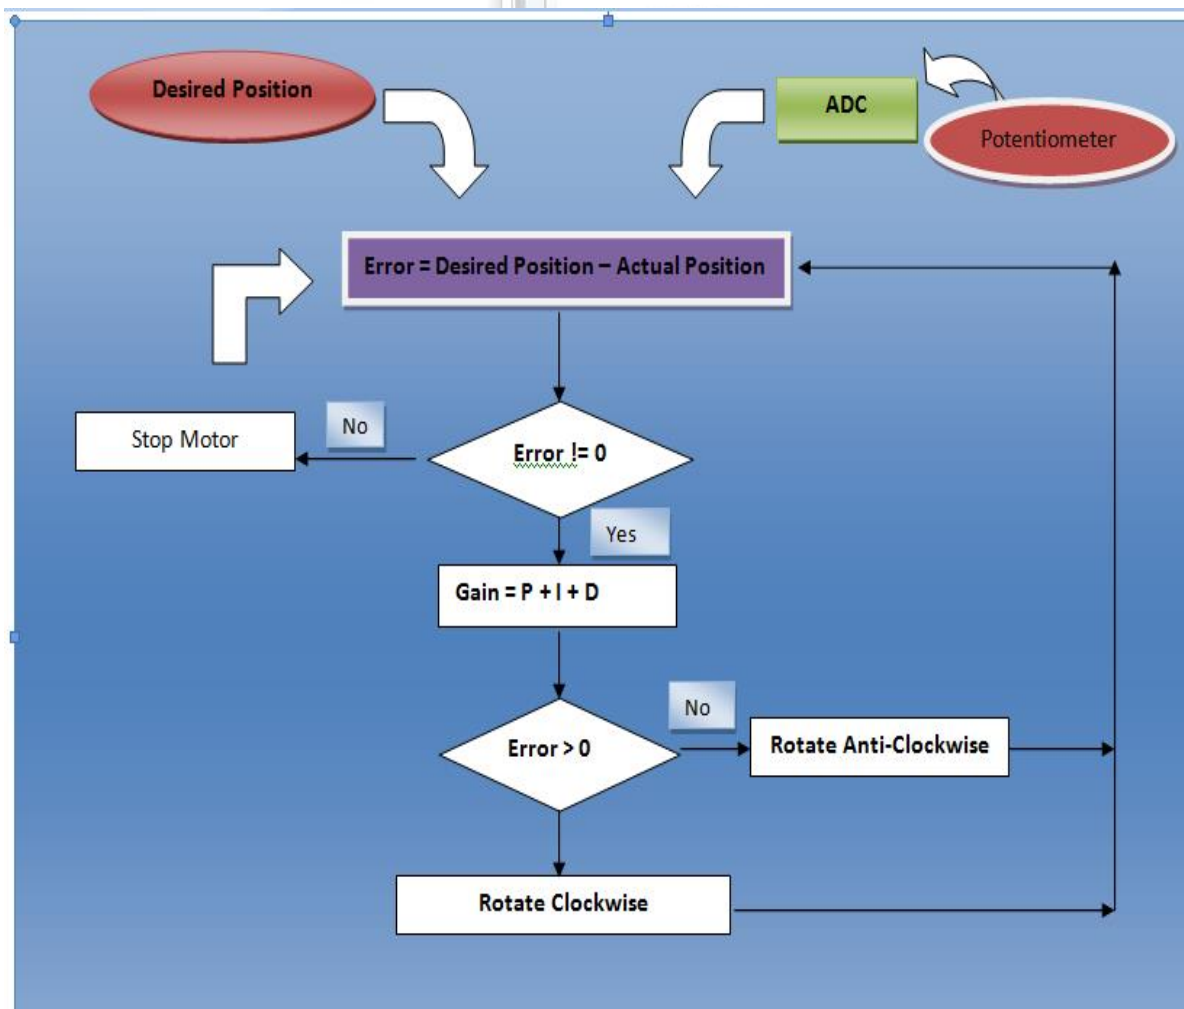 Desired Position
ADC
Potentiometer
Error = Desired Position – Actual Position
Stop Motor
No
Error != 0
Yes
Gain = P + I + D
No
Error > 0
Rotate Anti-Clockwise
Rotate Clockwise